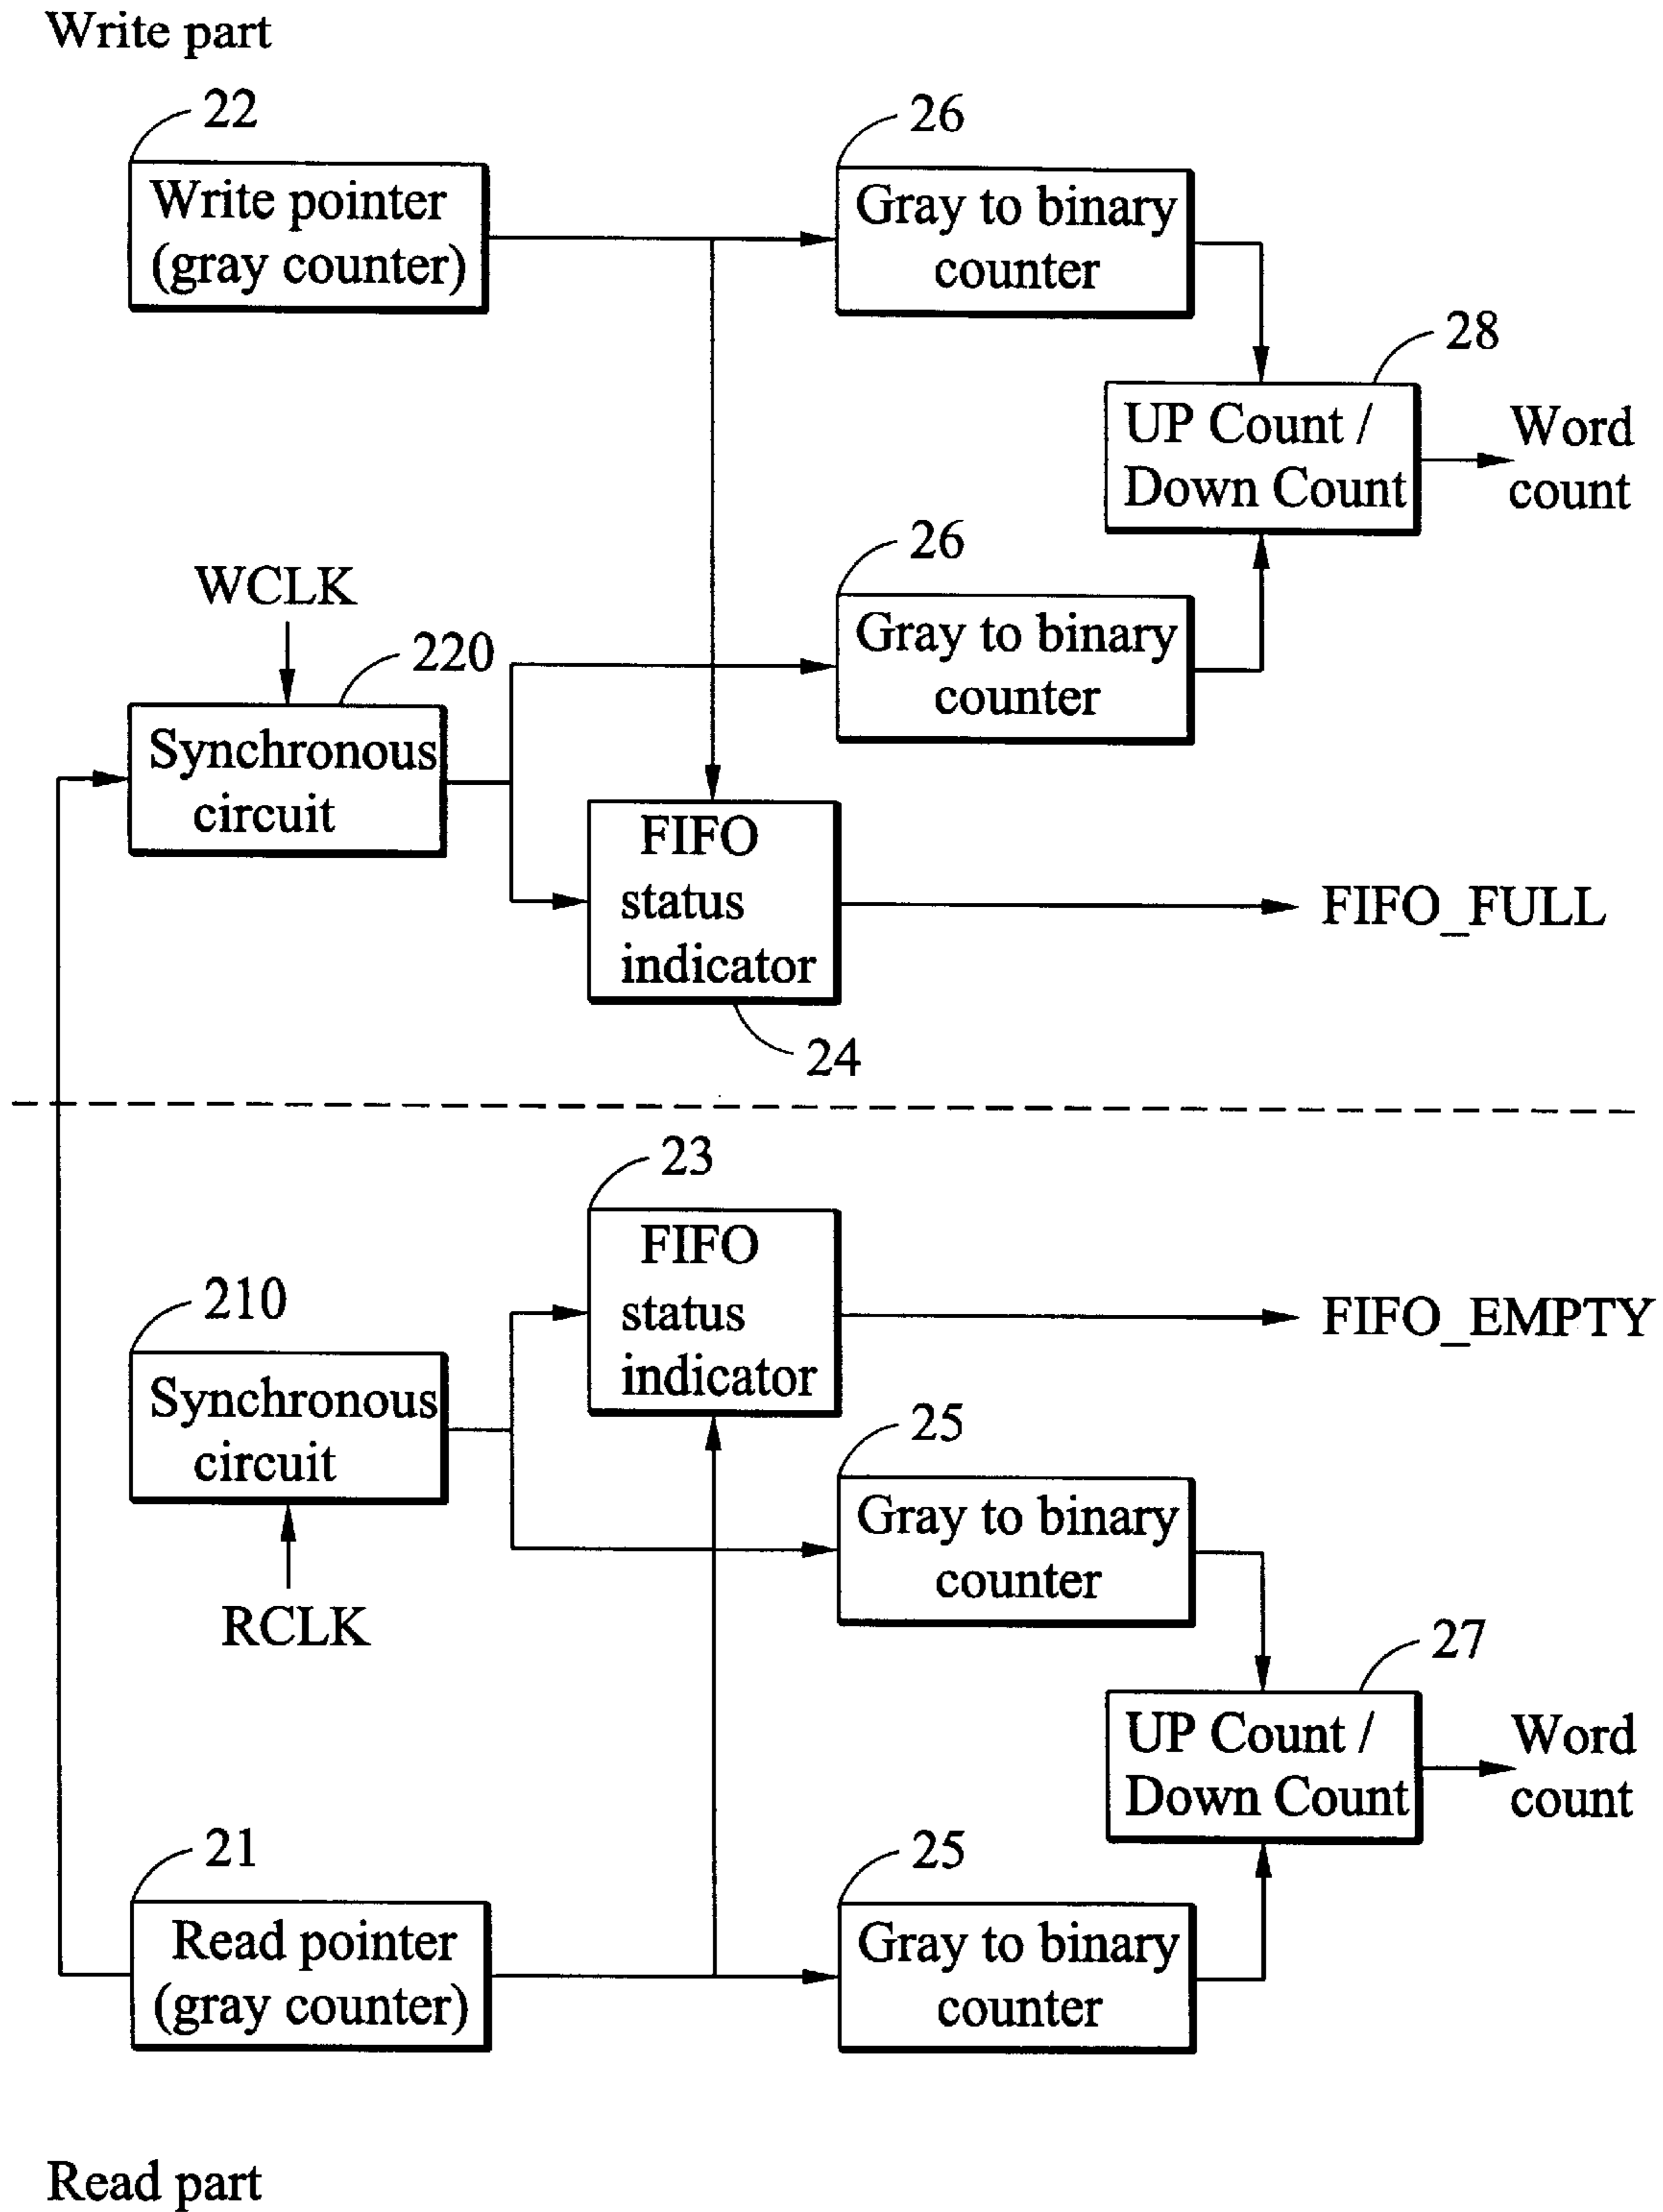 Write part
22
Write pointer
(gray counter)
26
Gray to binary
counter
28
UP Count /
Down Count
Word
count
26
Gray to binary
counter
WCLK
220
Synchronous
circuit
FIFO
status
indicator
FIFO_FULL
24
23
FIFO
status
indicator
FIFO_EMPTY
210
Synchronous
circuit
RCLK
25
Gray to binary
counter
27
UP Count /
Down Count
Word
count
21
Read pointer
(gray counter)
25
Gray to binary
counter
Read part